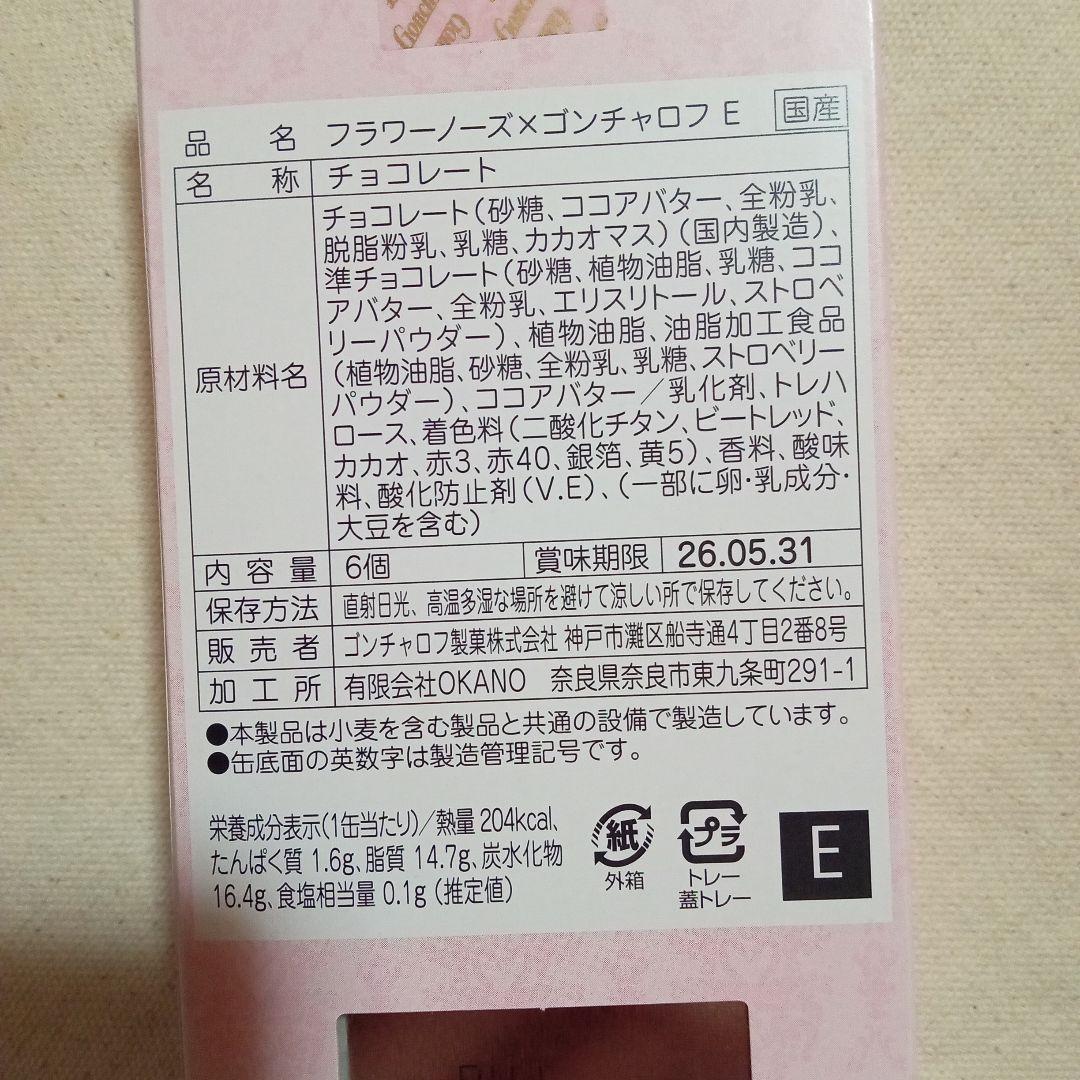 品名 フラワーノーズ×ゴンチャロフ E 国産
名称 チョコレート
原材料名
チョコレート(砂糖、ココアバター、全粉乳、
脱脂粉乳、乳糖、カカオマス)(国内製造)、
準チョコレート(砂糖、植物油脂、乳糖、ココ
アバター、全粉乳、エリスリトール、ストロベ
リーパウダー)、植物油脂、油脂加工食品
(植物油脂、砂糖、全粉乳、乳糖、ストロベリー
パウダー)、ココアバター/乳化剤、トレハ
ロース、着色料(二酸化チタン、ビートレッド、
カカオ、赤3、赤40、銀箔、黄5)、香料、酸味
料、酸化防止剤(V.E)、(一部に卵・乳成分・
大豆を含む)
内容量 6個 賞味期限 26.05.31
保存方法 直射日光、高温多湿な場所を避けて涼しい所で保存してください。
販売者 ゴンチャロフ製菓株式会社 神戸市灘区船寺通4丁目2番8号
加工所 有限会社OKANO 奈良県奈良市東九条町291-1
●本製品は小麦を含む製品と共通の設備で製造しています。
●缶底面の英数字は製造管理記号です。
栄養成分表示(1缶当たり)/熱量 204kcal、
たんぱく質 1.6g、脂質 14.7g、炭水化物
16.4g、食塩相当量 0.1g (推定値)
紙
外箱
プラ
トレー
蓋トレー
E